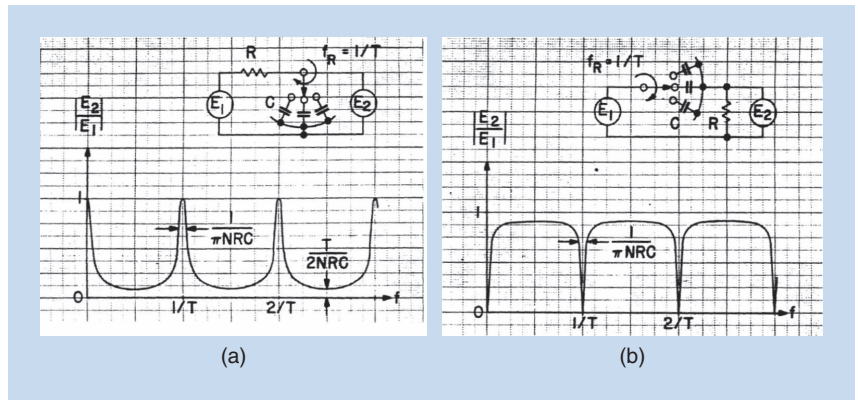 R
f_R = 1/T
E1
C
E2
|E2/E1|
1
1/πNRC
T/2NRC
0
1/T
2/T
f
(a)
f_R = 1/T
E1
C
R
E2
|E2/E1|
1
1/πNRC
0
1/T
2/T
f
(b)